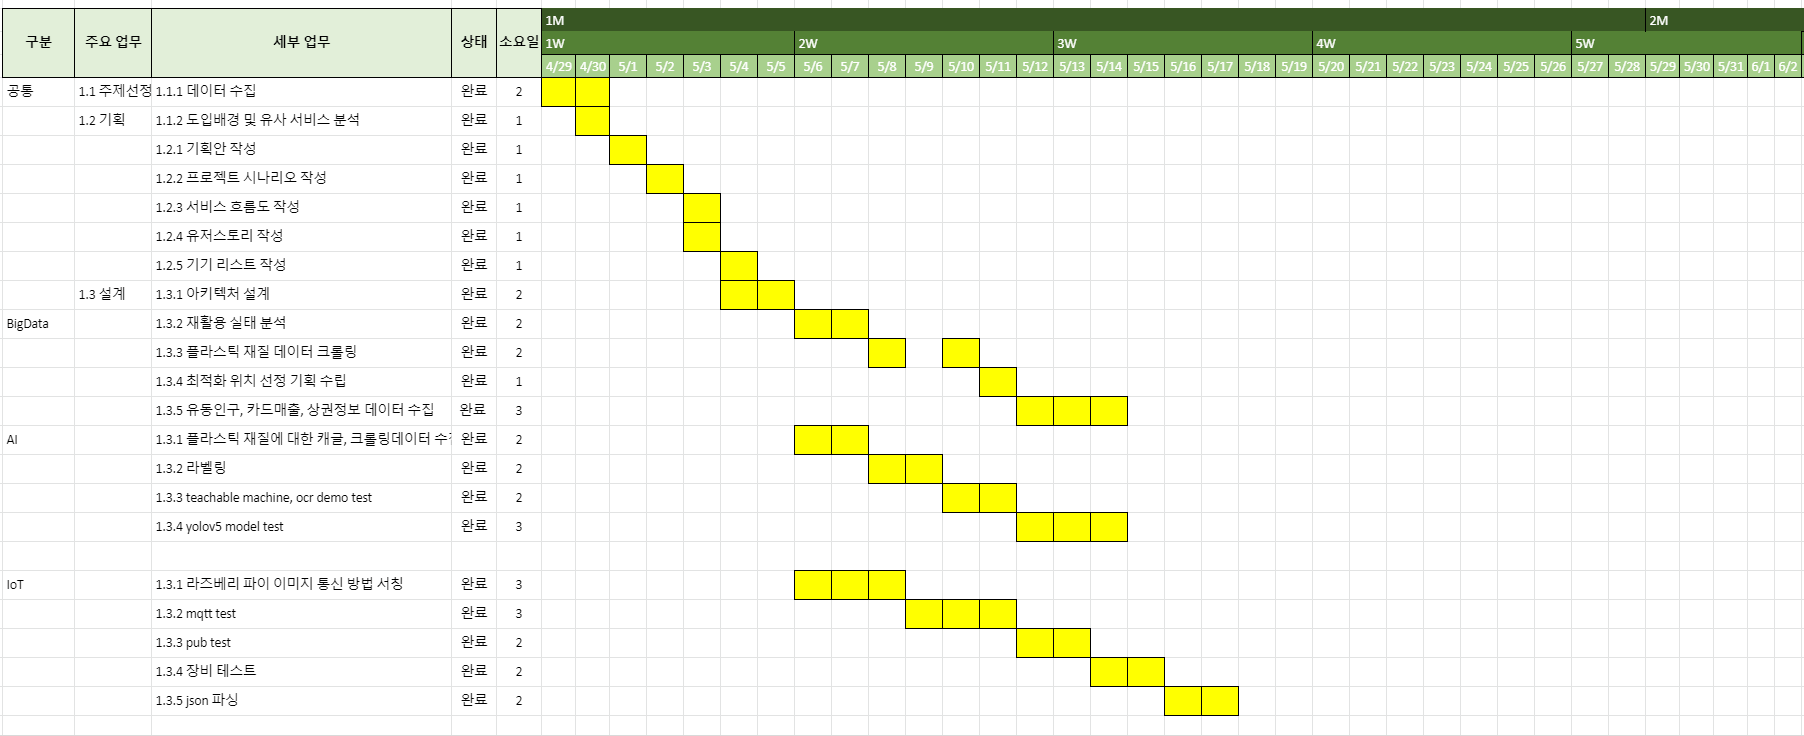 구분 주요 업무 세부 업무 상태 소요일 1M 2M
1W 2W 3W 4W 5W
4/29 4/30 5/1 5/2 5/3 5/4 5/5 5/6 5/7 5/8 5/9 5/10 5/11 5/12 5/13 5/14 5/15 5/16 5/17 5/18 5/19 5/20 5/21 5/22 5/23 5/24 5/25 5/26 5/27 5/28 5/29 5/30 5/31 6/1 6/2
공통 1.1 주제선정 1.1.1 데이터 수집 완료 2
1.2 기획 1.1.2 도입배경 및 유사 서비스 분석 완료 1
1.2.1 기획안 작성 완료 1
1.2.2 프로젝트 시나리오 작성 완료 1
1.2.3 서비스 흐름도 작성 완료 1
1.2.4 유저스토리 작성 완료 1
1.2.5 기기 리스트 작성 완료 1
1.3 설계 1.3.1 아키텍처 설계 완료 2
BigData 1.3.2 재활용 실태 분석 완료 2
1.3.3 플라스틱 재질 데이터 크롤링 완료 2
1.3.4 최적화 위치 선정 기획 수립 완료 1
1.3.5 유동인구, 카드매출, 상권정보 데이터 수집 완료 3
AI 1.3.1 플라스틱 재질에 대한 캐글, 크롤링데이터 완료 2
1.3.2 라벨링 완료 2
1.3.3 teachable machine, ocr demo test 완료 2
1.3.4 yolov5 model test 완료 3
IoT 1.3.1 라즈베리 파이 이미지 통신 방법 서칭 완료 3
1.3.2 mqtt test 완료 3
1.3.3 pub test 완료 2
1.3.4 장비 테스트 완료 2
1.3.5 json 파싱 완료 2